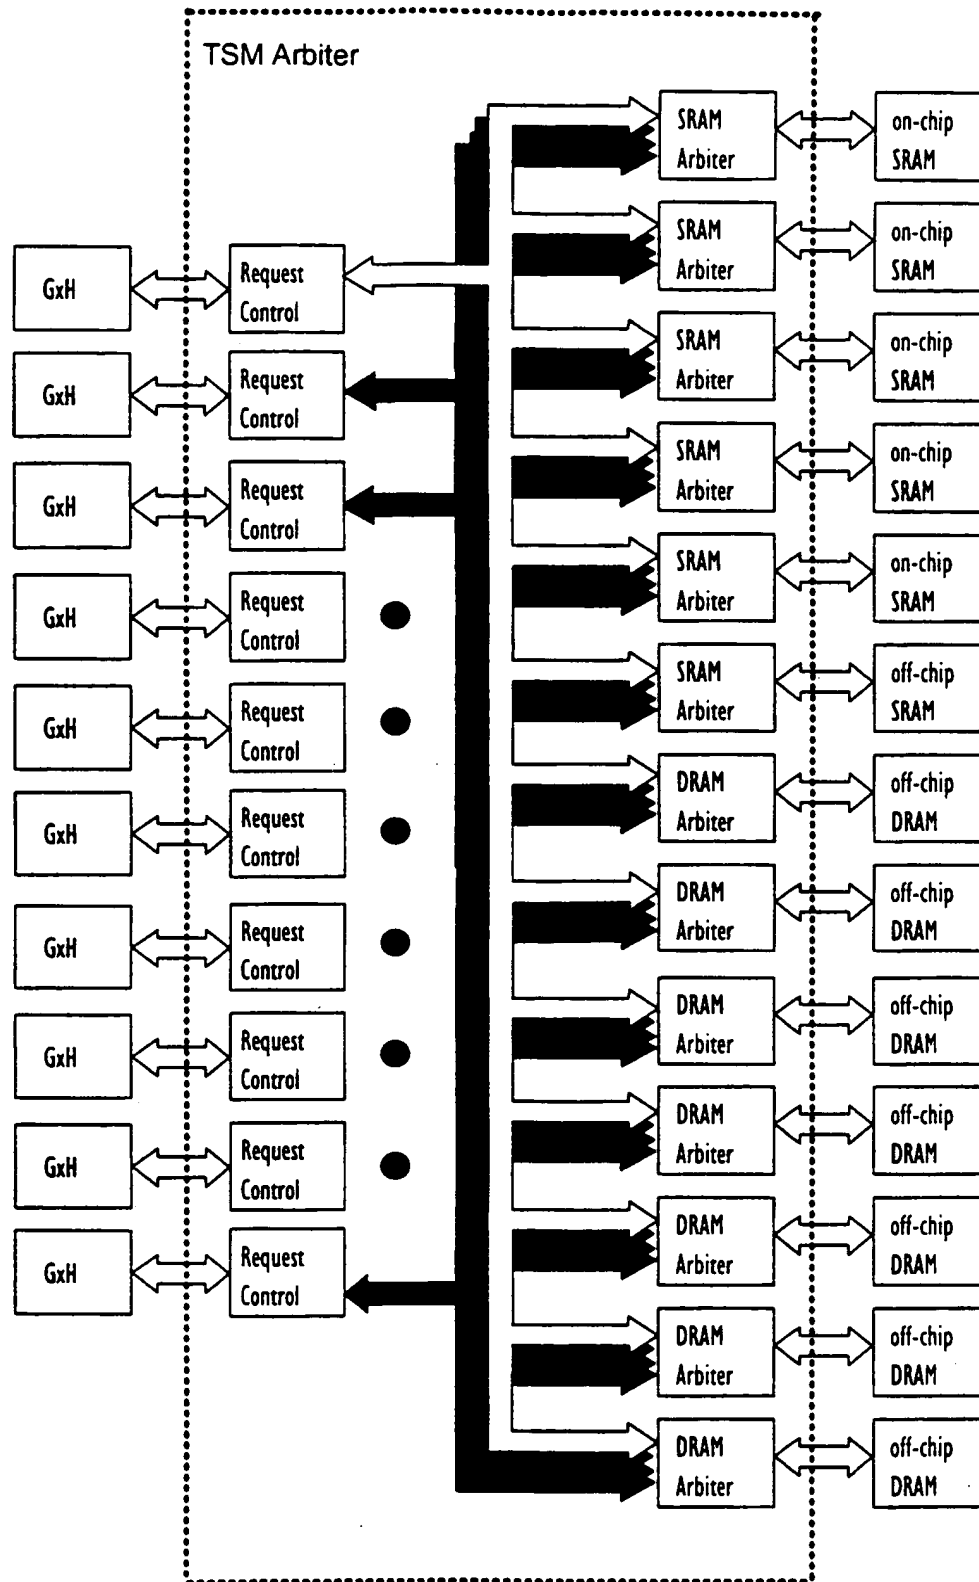 TSM Arbiter
SRAM
Arbiter
on-chip
SRAM
SRAM
Arbiter
on-chip
SRAM
GxH
Request
Control
SRAM
Arbiter
on-chip
SRAM
GxH
Request
Control
SRAM
Arbiter
on-chip
SRAM
GxH
Request
Control
SRAM
Arbiter
on-chip
SRAM
GxH
Request
Control
SRAM
Arbiter
off-chip
SRAM
GxH
Request
Control
DRAM
Arbiter
off-chip
DRAM
GxH
Request
Control
DRAM
Arbiter
off-chip
DRAM
GxH
Request
Control
DRAM
Arbiter
off-chip
DRAM
GxH
Request
Control
DRAM
Arbiter
off-chip
DRAM
GxH
Request
Control
DRAM
Arbiter
off-chip
DRAM
GxH
Request
Control
DRAM
Arbiter
off-chip
DRAM
DRAM
Arbiter
off-chip
DRAM